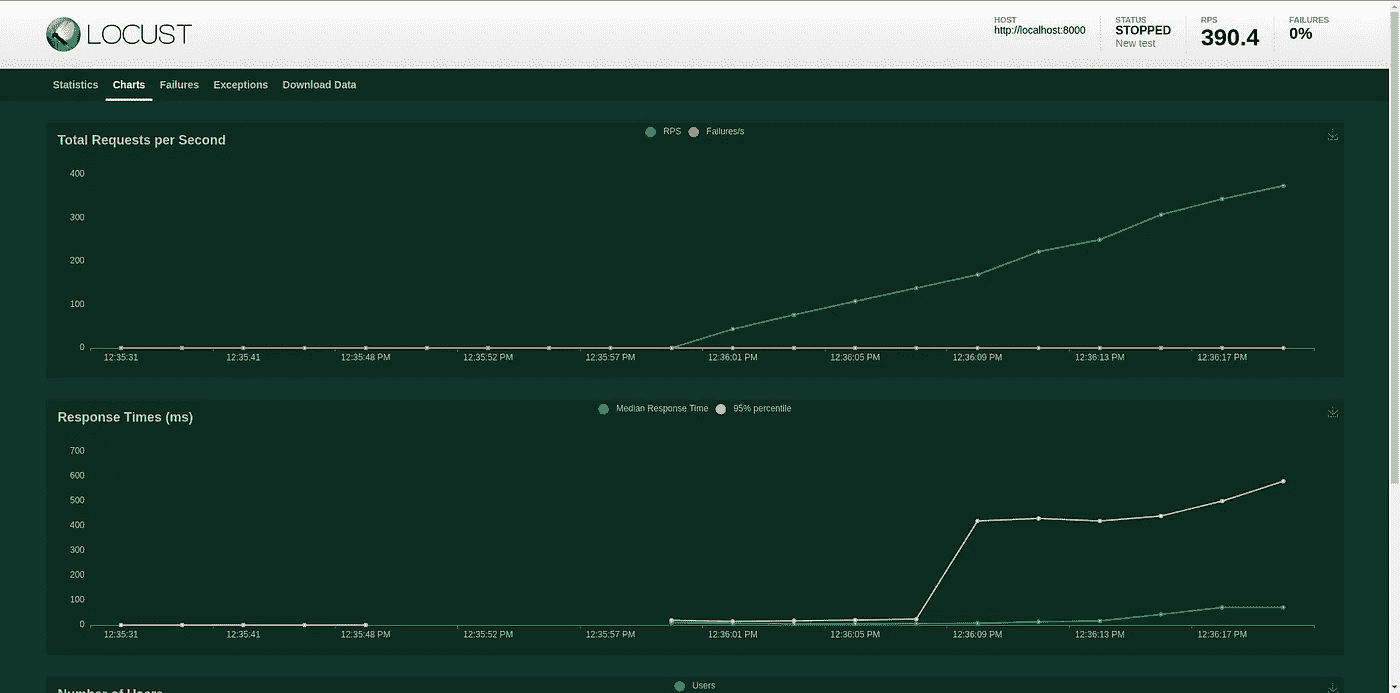 LOCUST
HOST
http://localhost:8000
STATUS
STOPPED
New test
RPS
390.4
FAILURES
0%
Statistics Charts Failures Exceptions Download Data
Total Requests per Second
RPS Failures/s
400
300
200
100
0
12:35:31 12:35:41 12:35:48 PM 12:35:52 PM 12:35:57 PM 12:36:01 PM 12:36:05 PM 12:36:09 PM 12:36:13 PM 12:36:17 PM
Response Times (ms)
Median Response Time 95% percentile
700
600
500
400
300
200
100
0
12:35:31 12:35:41 12:35:48 PM 12:35:52 PM 12:35:57 PM 12:36:01 PM 12:36:05 PM 12:36:09 PM 12:36:13 PM 12:36:17 PM
Number of Users
Users